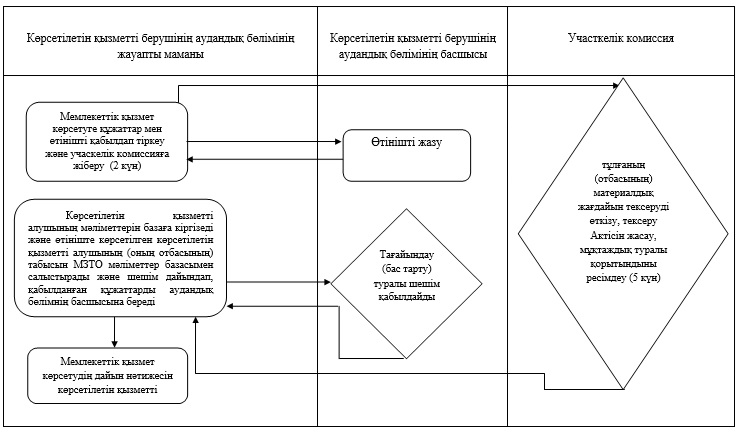 Көрсетілетін қызметті берушінің аудандық бөлімінің
жауапты маманы
Көрсетілетін қызметті берушінің
аудандық бөлімінің басшысы
Учаскелік комиссия
Мемлекеттік қызмет
көрсетуге құжаттар мен
өтінішті қабылдап тіркеу
және учаскелік комиссияға
жіберу (2 күн)
Өтінішті жазу
тұлғаның
(отбасының)
материалдық
жағдайын тексеруді
өткізу, тексеру
Актісін жасау,
мұқтаждық туралы
қорытындыны
ресімдеу (5 күн)
Көрсетілетін қызметті
алушының мәліметтерін базаға кіргізеді
және өтініште көрсетілген көрсетілетін
қызметті алушының (оның отбасының)
табысын МЗТО мәліметтер базасымен
салыстырады және шешім дайындап,
қабылданған құжаттарды аудандық
бөлімнің басшысына береді
Тағайындау
(бас тарту)
туралы шешім
қабылдайды
Мемлекеттік қызмет
көрсетудің дайын нәтижесін
көрсетілетін қызметті